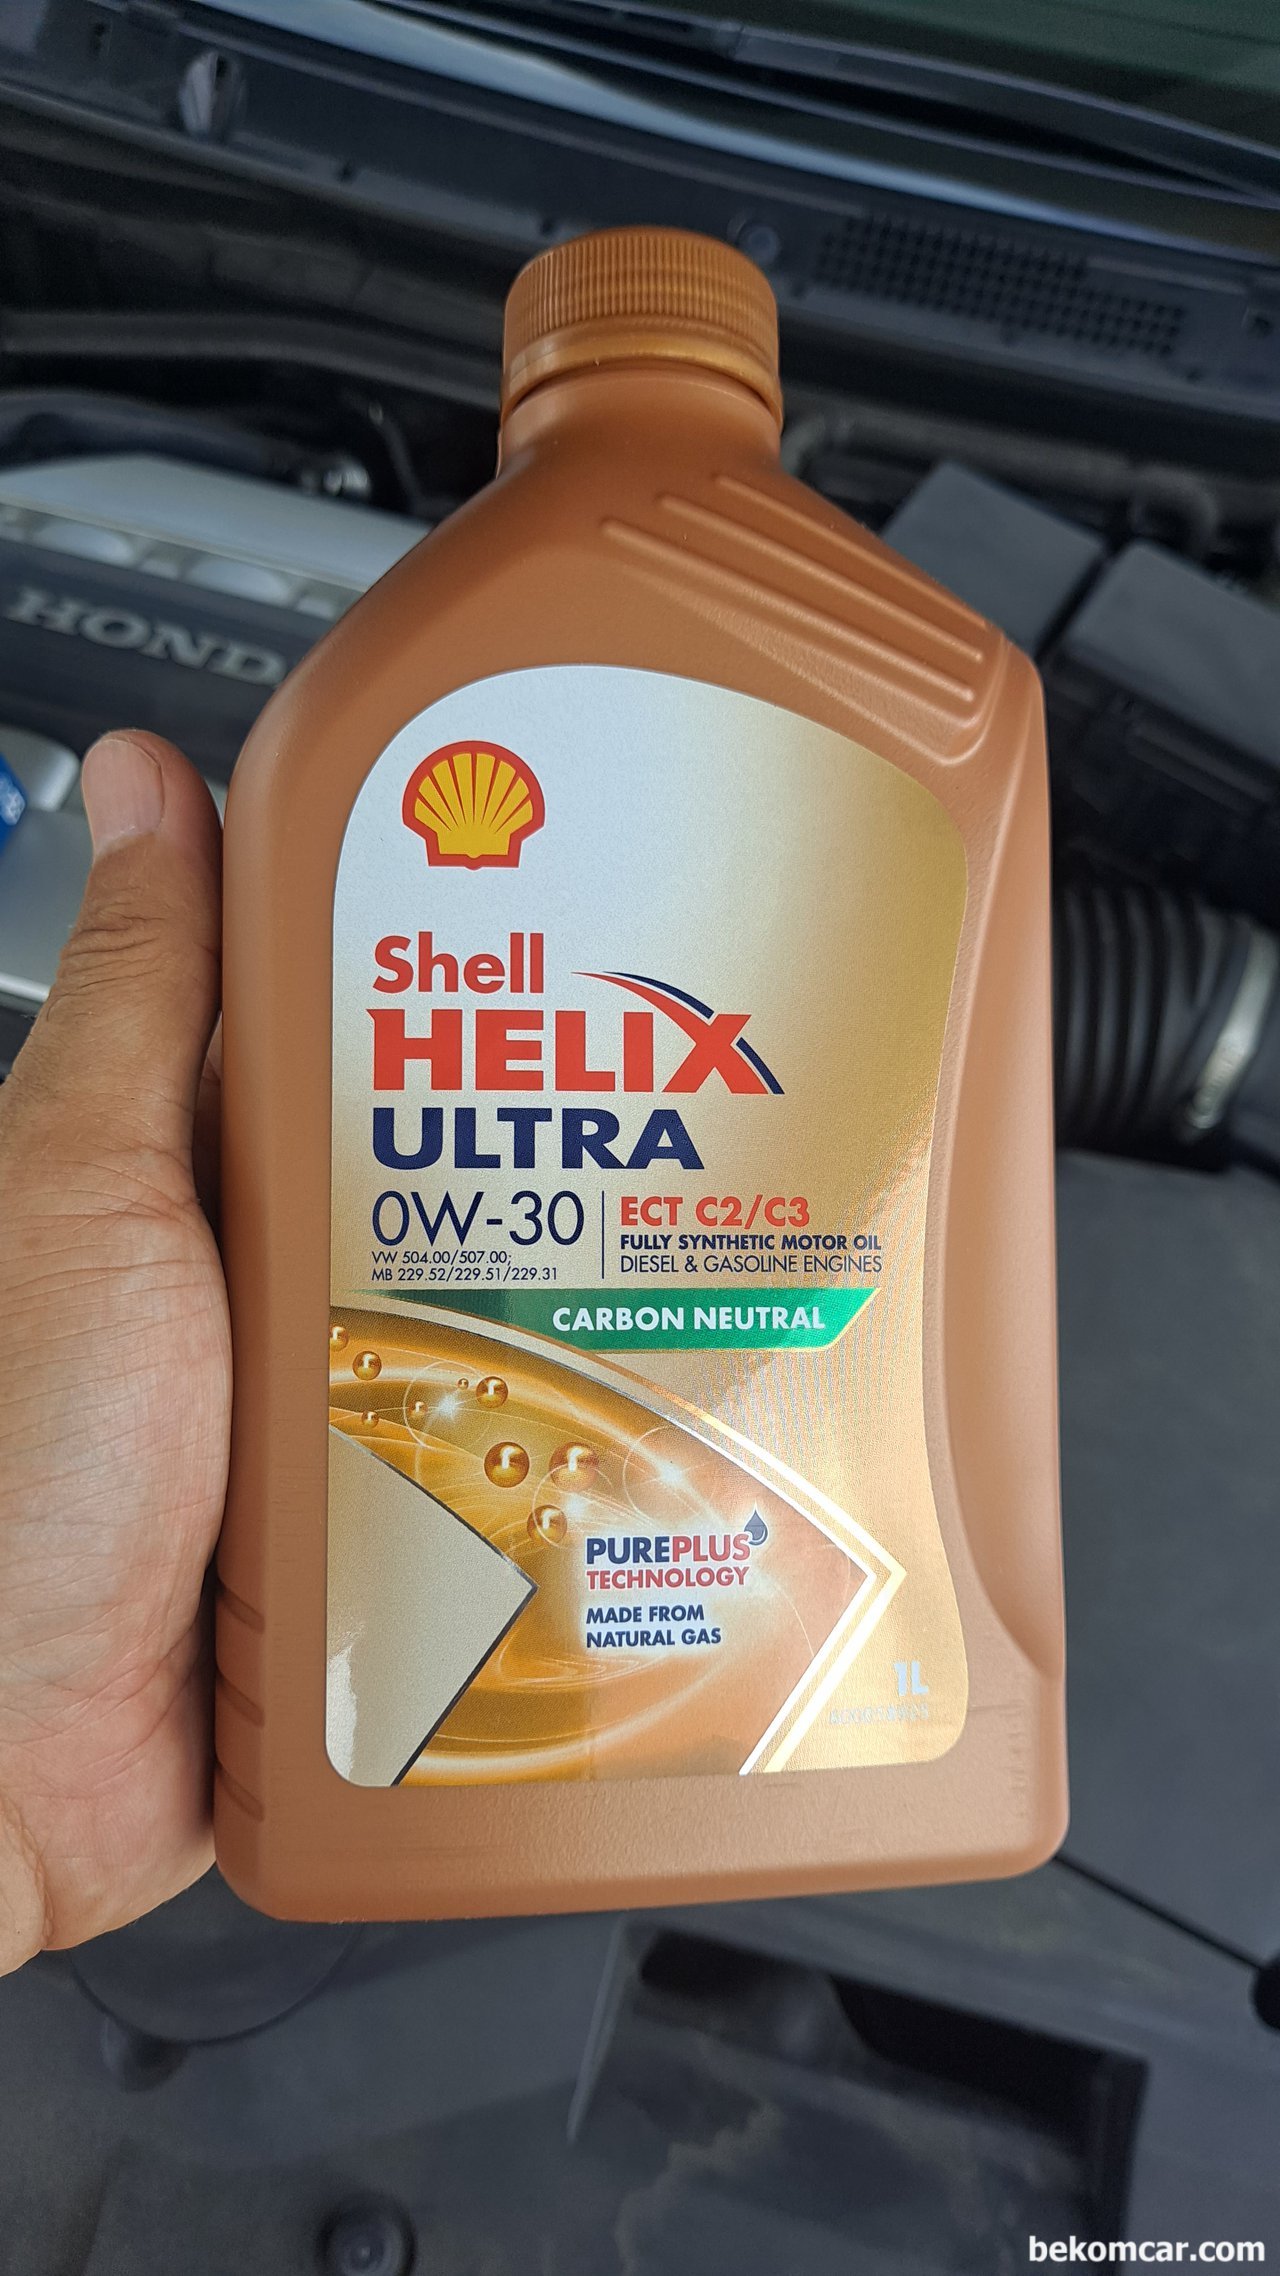 HOND
Shell
HELIX
ULTRA
0W-30
VW 504.00/507.00;
MB 229.52/229.51/229.31
ECT C2/C3
FULLY SYNTHETIC MOTOR OIL
DIESEL & GASOLINE ENGINES
CARBON NEUTRAL
PUREPLUS
TECHNOLOGY
MADE FROM
NATURAL GAS
1L
bekomcar.com